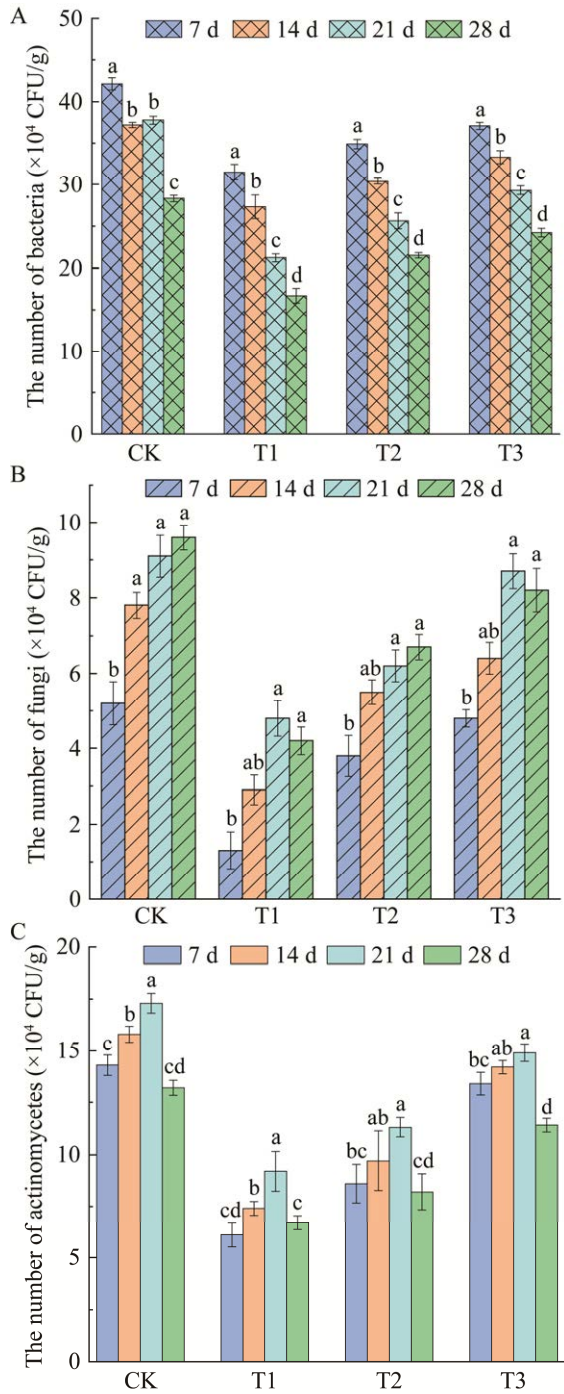 A
7 d 14 d 21 d 28 d
The number of bacteria (×10⁴ CFU/g)
50
40
30
20
10
0
a b b c
a b c d
a b c d
a b c d
CK T1 T2 T3
B
7 d 14 d 21 d 28 d
The number of fungi (×10⁴ CFU/g)
10
8
6
4
2
0
b a a a
b ab a a
b ab a a
b ab a a
CK T1 T2 T3
C
7 d 14 d 21 d 28 d
The number of actinomycetes (×10⁴ CFU/g)
20
15
10
5
0
c b a cd
cd b a c
bc ab a cd
bc ab a d
CK T1 T2 T3